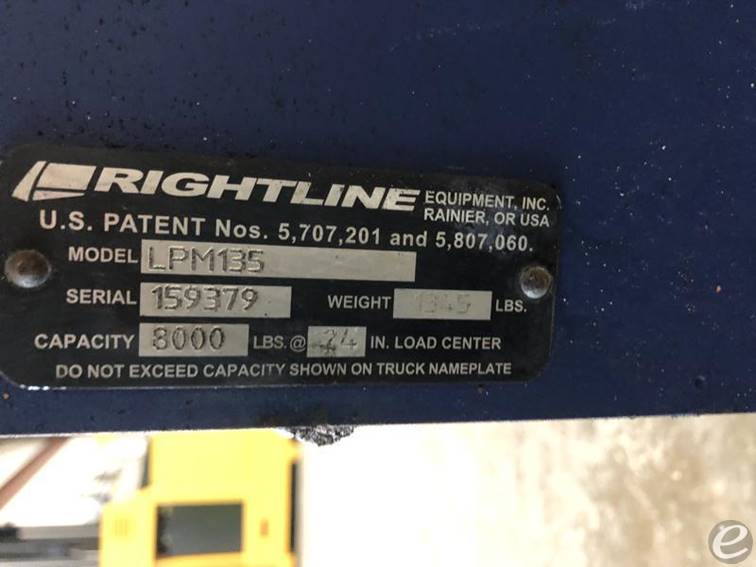 RIGHTLINE EQUIPMENT, INC.
RAINIER, OR USA
U.S. PATENT Nos. 5,707,201 and 5,807,060.
MODEL LPM135
SERIAL 159379 WEIGHT 1345 LBS.
CAPACITY 8000 LBS.@ 24 IN. LOAD CENTER
DO NOT EXCEED CAPACITY SHOWN ON TRUCK NAMEPLATE
e